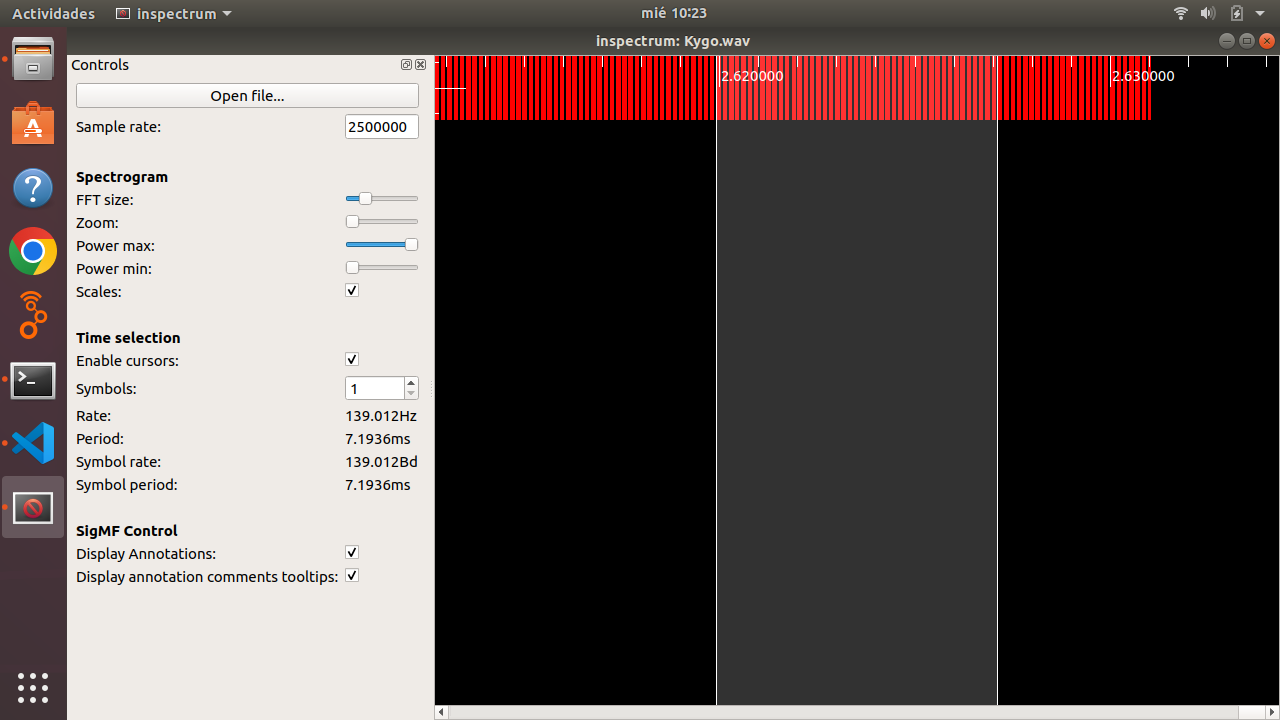 Actividades
inspectrum
mié 10:23
inspectrum: Kygo.wav
Controls
Open file...
Sample rate: 2500000
Spectrogram
FFT size:
Zoom:
Power max:
Power min:
Scales:
Time selection
Enable cursors:
Symbols: 1
Rate: 139.012Hz
Period: 7.1936ms
Symbol rate: 139.012Bd
Symbol period: 7.1936ms
SigMF Control
Display Annotations:
Display annotation comments tooltips:
2.620000
2.630000